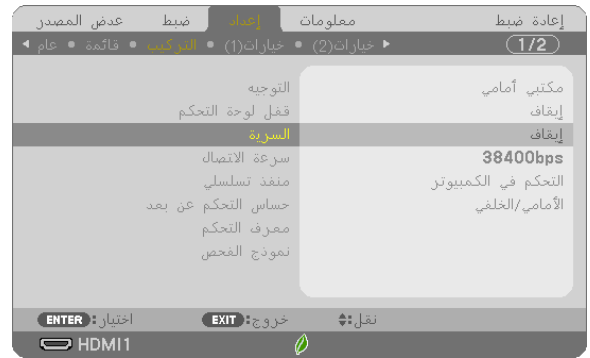 عرض المصدر ضبط إعداد معلومات إعادة ضبط
عام • قائمة • التركيب • خيارات(1) • خيارات(2) (1/2)
التوجيه مكتبي أمامي
قفل لوحة التحكم إيقاف
السرية إيقاف
سرعة الاتصال 38400bps
منفذ تسلسلي التحكم في الكمبيوتر
حساس التحكم عن بعد الأمامي/الخلفي
معرف التحكم
نموذج الفحص
ENTER: اختيار EXIT: خروج نقل:
HDMI1